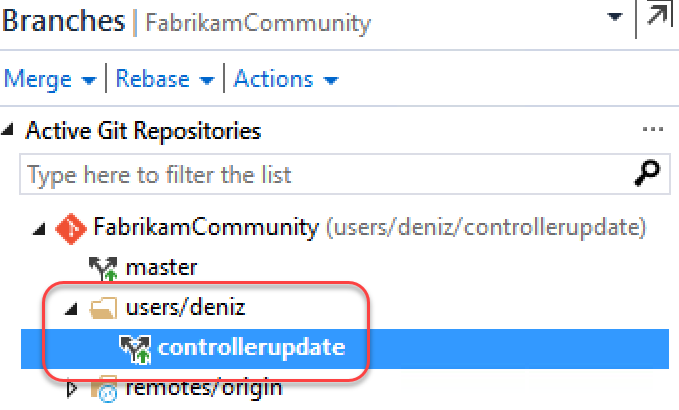 Branches | FabrikamCommunity
Merge | Rebase | Actions
Active Git Repositories ...
Type here to filter the list
FabrikamCommunity (users/deniz/controllerupdate)
master
users/deniz
controllerupdate
remotes/origin